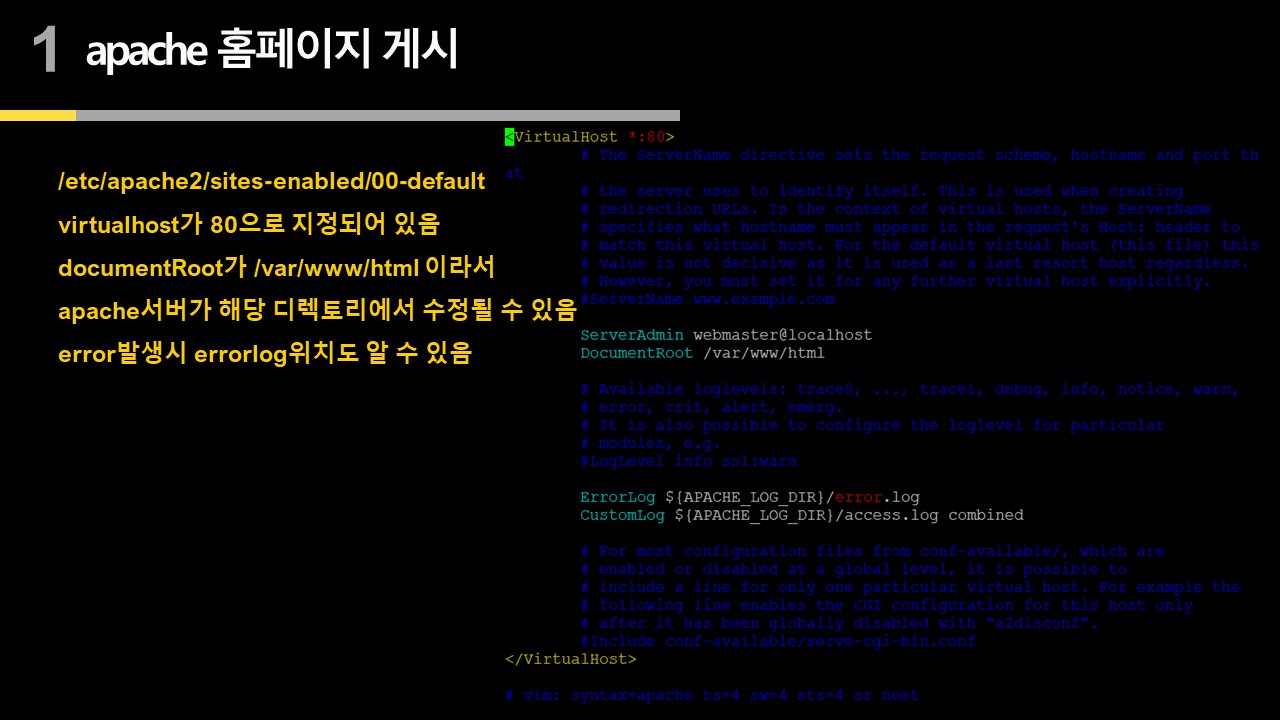 1 apache 홈페이지 게시
/etc/apache2/sites-enabled/00-default
virtualhost가 80으로 지정되어 있음
documentRoot가 /var/www/html 이라서
apache서버가 해당 디렉토리에서 수정될 수 있음
error발생시 errorlog위치도 알 수 있음
<VirtualHost *:80>
# The ServerName directive sets the request scheme, hostname and port th
at
# the server uses to identify itself. This is used when creating
# redirection URLs. In the context of virtual hosts, the ServerName
# specifies what hostname must appear in the request's Host: header to
# match this virtual host. For the default virtual host (this file) this
# value is not decisive as it is used as a last resort host regardless.
# However, you must set it for any further virtual host explicitly.
#ServerName www.example.com
ServerAdmin webmaster@localhost
DocumentRoot /var/www/html
# Available loglevels: trace8, ..., trace1, debug, info, notice, warn,
# error, crit, alert, emerg.
# It is also possible to configure the loglevel for particular
# modules, e.g.
#LogLevel info ssl:warn
ErrorLog ${APACHE_LOG_DIR}/error.log
CustomLog ${APACHE_LOG_DIR}/access.log combined
# For most configuration files from conf-available/, which are
# enabled or disabled at a global level, it is possible to
# include a line for only one particular virtual host. For example the
# following line enables the CGI configuration for this host only
# after it has been globally disabled with "a2disconf".
#Include conf-available/serve-cgi-bin.conf
</VirtualHost>
# vim: syntax=apache ts=4 sw=4 sts=4 sr noet